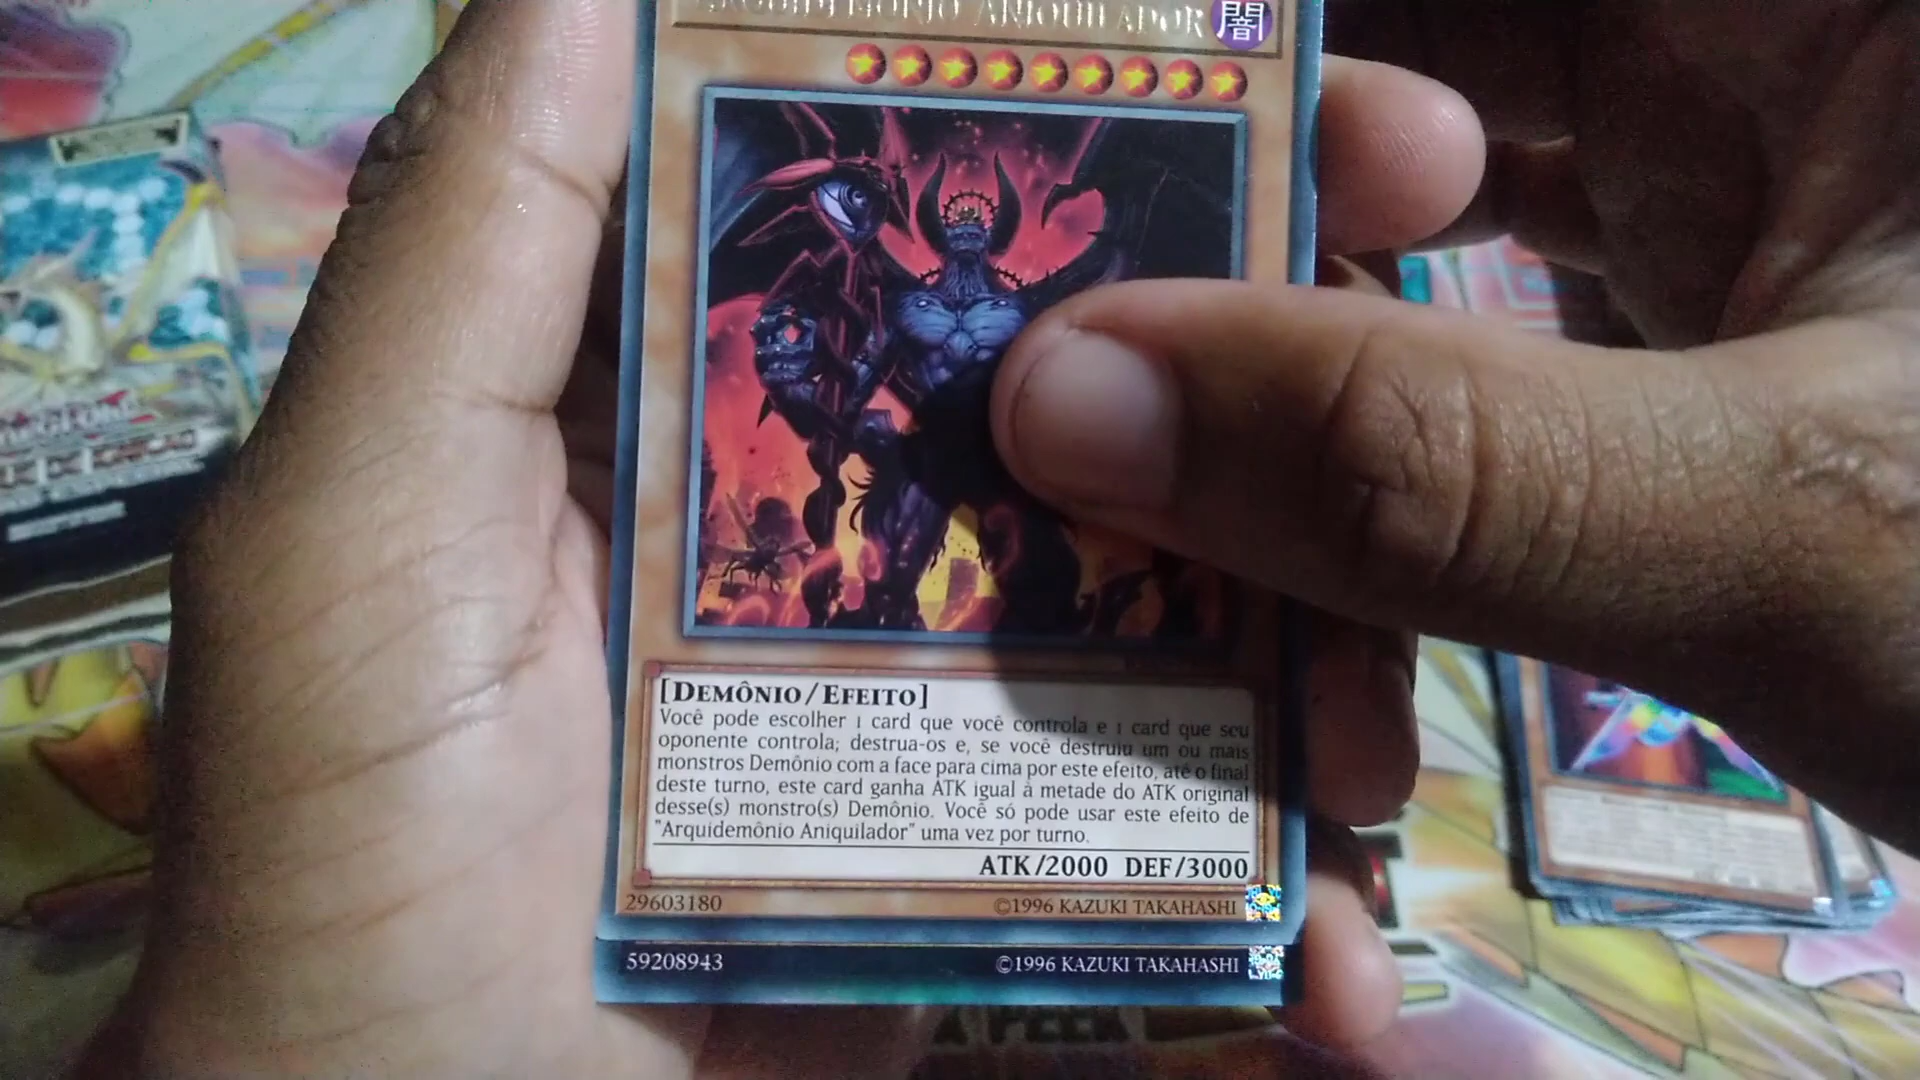 ARQUIDEMÔNIO ANIQUILADOR
闇
[DEMÔNIO/EFEITO]
Você pode escolher 1 card que você controla e 1 card que seu
oponente controla; destrua-os e, se você destruiu um ou mais
monstros Demônio com a face para cima por este efeito, até o final
deste turno, este card ganha ATK igual à metade do ATK original
desse(s) monstro(s) Demônio. Você só pode usar este efeito de
"Arquidemônio Aniquilador" uma vez por turno.
ATK/2000 DEF/3000
29603180
©1996 KAZUKI TAKAHASHI
59208943
©1996 KAZUKI TAKAHASHI